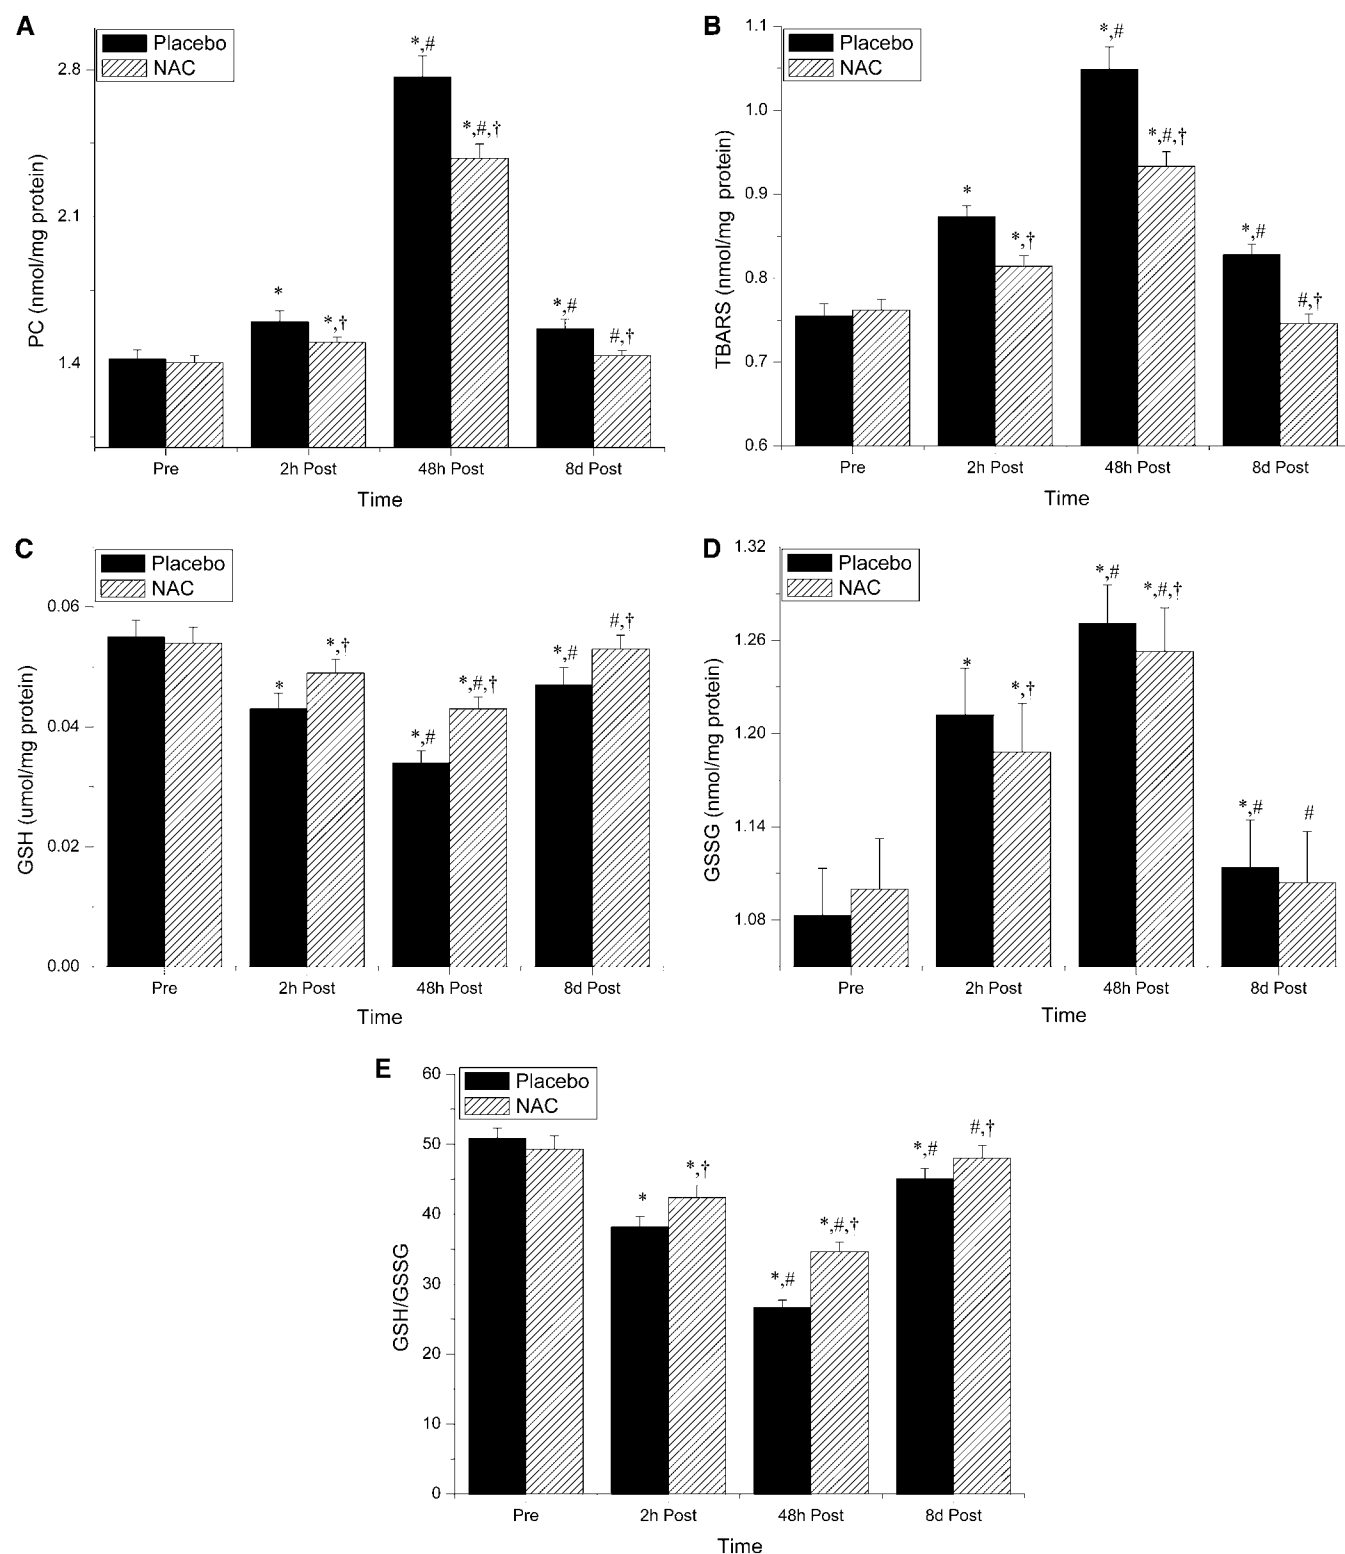 A
Placebo
NAC
*,#
2.8
*,#,†
2.1
*
*,†
*,#
#,†
1.4
PC (nmol/mg protein)
Pre
2h Post
48h Post
8d Post
Time
B
1.1
Placebo
NAC
*,#
1.0
*,#,†
0.9
*
*,†
*,#
0.8
#,†
0.7
0.6
TBARS (nmol/mg protein)
Pre
2h Post
48h Post
8d Post
Time
C
Placebo
NAC
0.06
*
*,†
*,#
*,#,†
*,#
#,†
0.04
0.02
0.00
GSH (umol/mg protein)
Pre
2h Post
48h Post
8d Post
Time
D
1.32
Placebo
NAC
*,#
*,#,†
1.26
*
*,†
1.20
1.14
*,#
#
1.08
GSSG (nmol/mg protein)
Pre
2h Post
48h Post
8d Post
Time
E
60
Placebo
NAC
50
*
*,†
*,#
*,#,†
*,#
#,†
40
30
20
10
0
GSH/GSSG
Pre
2h Post
48h Post
8d Post
Time